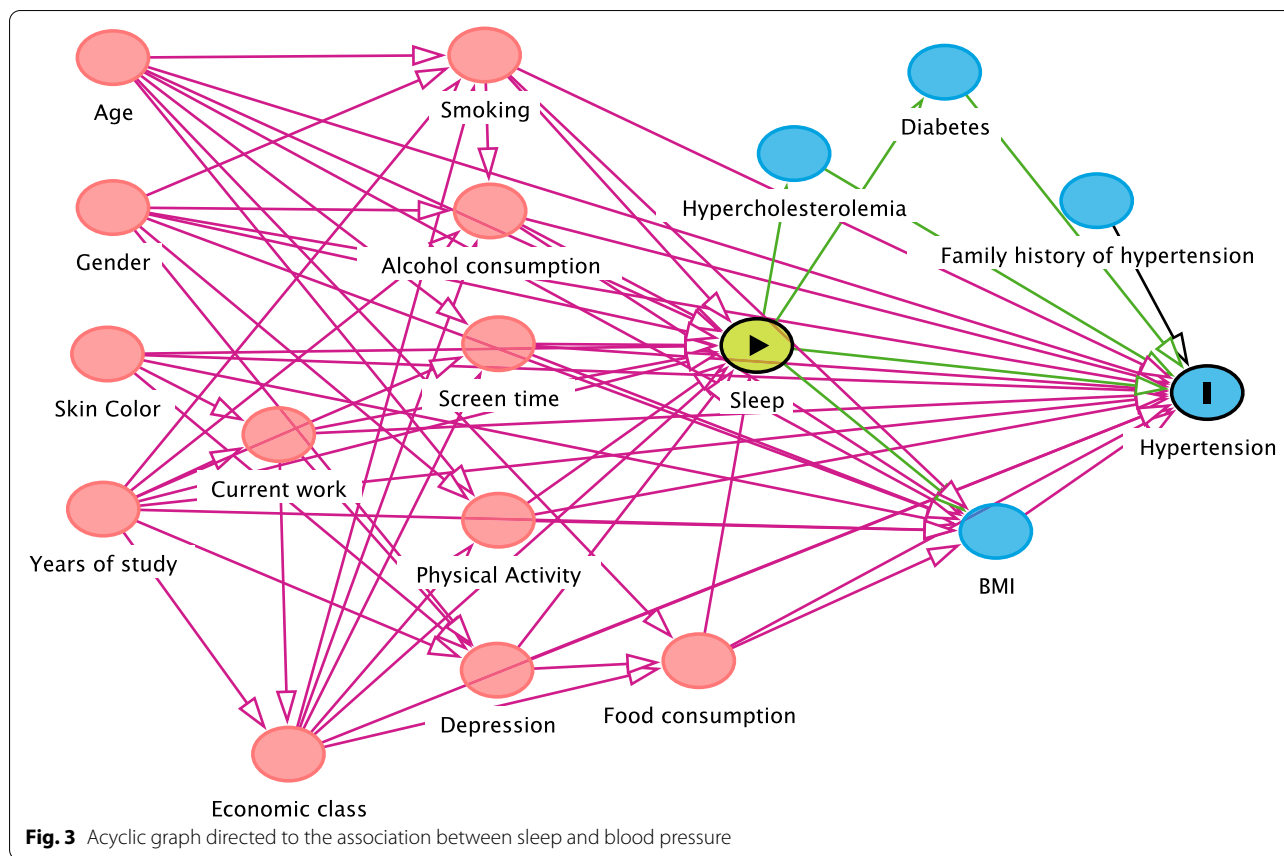 Age
Smoking
Diabetes
Hypercholesterolemia
Gender
Alcohol consumption
Family history of hypertension
Skin Color
Screen time
Sleep
Hypertension
Current work
Years of study
Physical Activity
BMI
Depression
Food consumption
Economic class
Fig. 3 Acyclic graph directed to the association between sleep and blood pressure